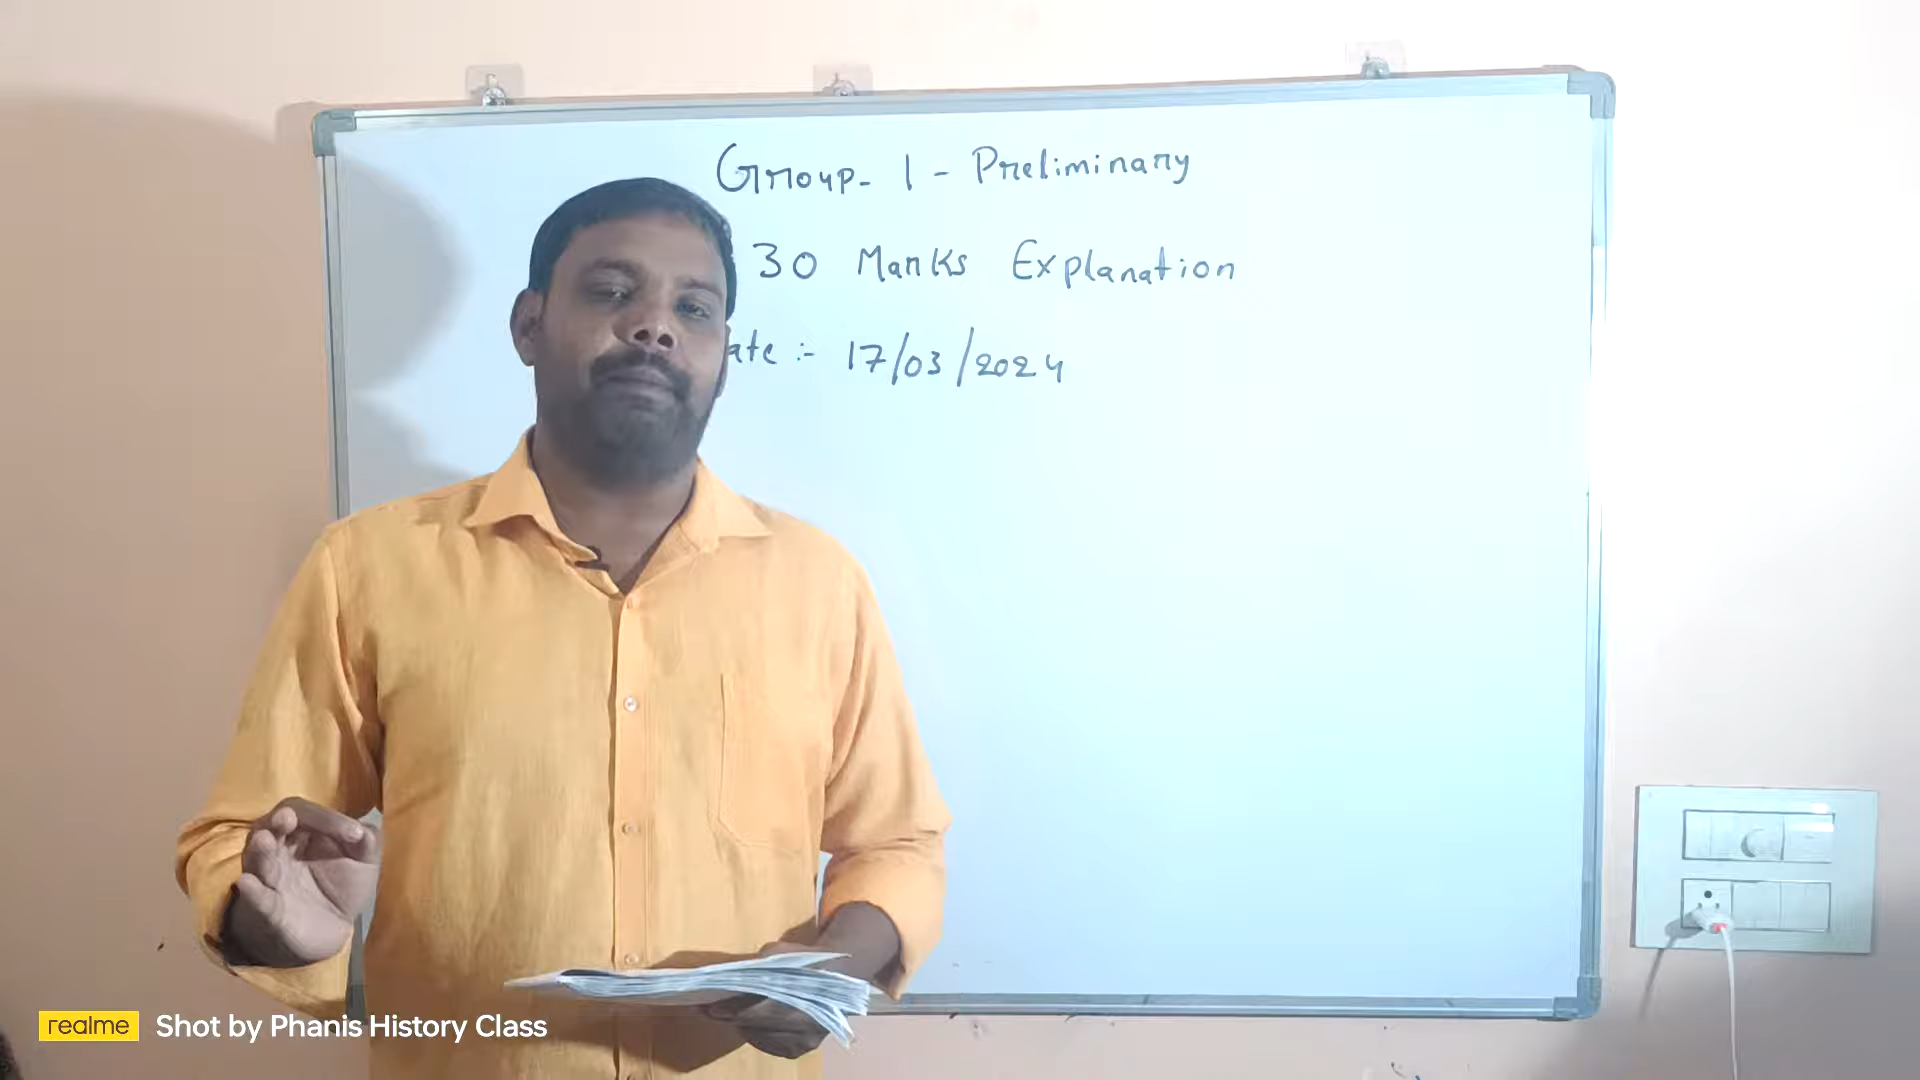 Group- 1 - Preliminary
30 Marks Explanation
ate :- 17/03/2024
realme Shot by Phanis History Class